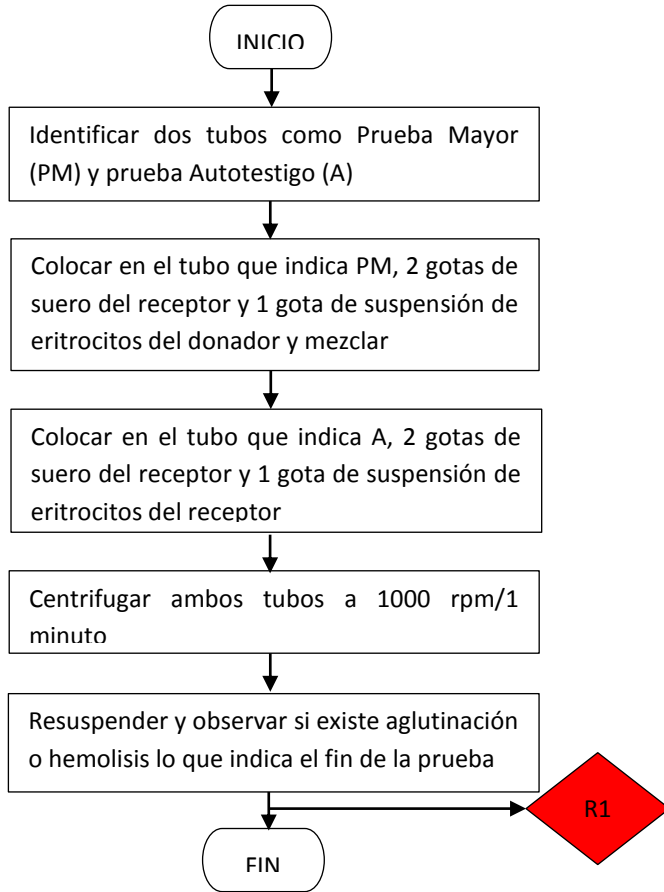 INICIO
Identificar dos tubos como Prueba Mayor
(PM) y prueba Autotestigo (A)
Colocar en el tubo que indica PM, 2 gotas de
suero del receptor y 1 gota de suspensión de
eritrocitos del donador y mezclar
Colocar en el tubo que indica A, 2 gotas de
suero del receptor y 1 gota de suspensión de
eritrocitos del receptor
Centrifugar ambos tubos a 1000 rpm/1
minuto
Resuspender y observar si existe aglutinación
o hemolisis lo que indica el fin de la prueba
R1
FIN